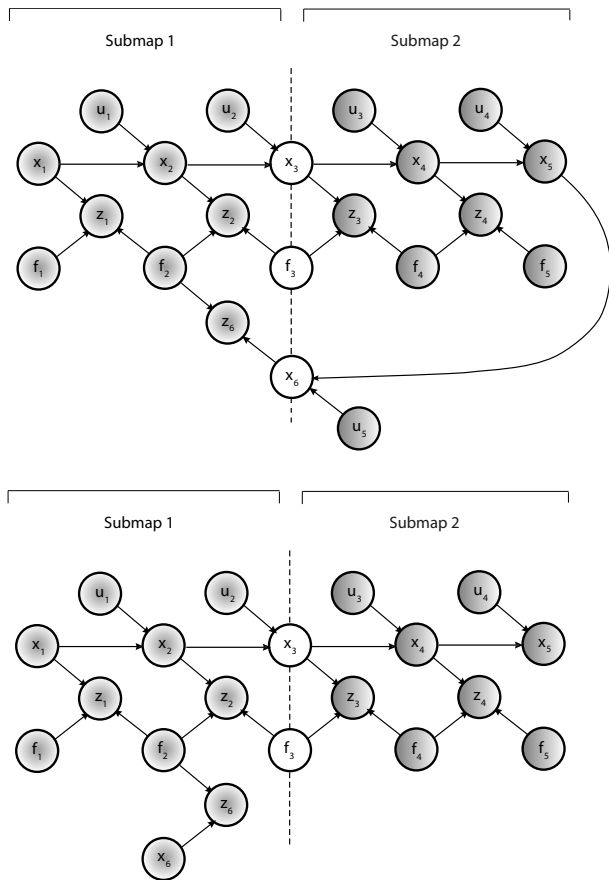 Submap 1 Submap 2
u₁ u₂ u₃ u₄
x₁ x₂ x₃ x₄ x₅
z₁ z₂ z₃ z₄
f₁ f₂ f₃ f₄ f₅
z₆
x₆
u₅
Submap 1 Submap 2
u₁ u₂ u₃ u₄
x₁ x₂ x₃ x₄ x₅
z₁ z₂ z₃ z₄
f₁ f₂ f₃ f₄ f₅
z₆
x₆